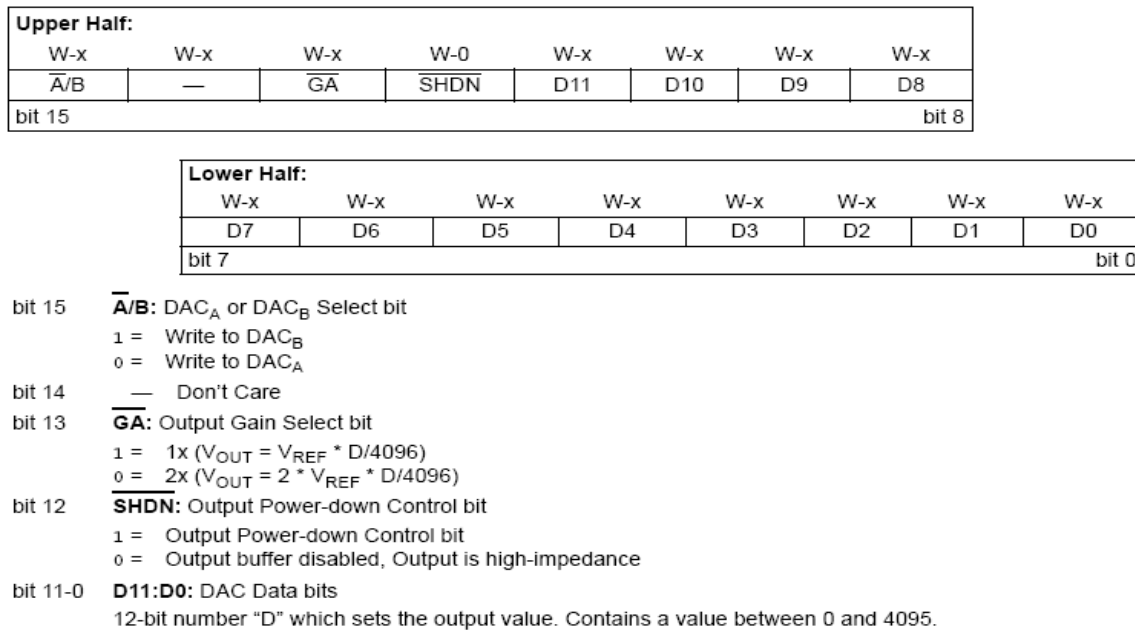 Upper Half:
W-x W-x W-x W-0 W-x W-x W-x W-x
A̅/B — G̅A̅ S̅H̅D̅N̅ D11 D10 D9 D8
bit 15 bit 8
Lower Half:
W-x W-x W-x W-x W-x W-x W-x W-x
D7 D6 D5 D4 D3 D2 D1 D0
bit 7 bit 0
bit 15 A̅/B: DACA or DACB Select bit
1 = Write to DACB
0 = Write to DACA
bit 14 — Don't Care
bit 13 G̅A̅: Output Gain Select bit
1 = 1x (VOUT = VREF * D/4096)
0 = 2x (VOUT = 2 * VREF * D/4096)
bit 12 S̅H̅D̅N̅: Output Power-down Control bit
1 = Output Power-down Control bit
0 = Output buffer disabled, Output is high-impedance
bit 11-0 D11:D0: DAC Data bits
12-bit number “D” which sets the output value. Contains a value between 0 and 4095.